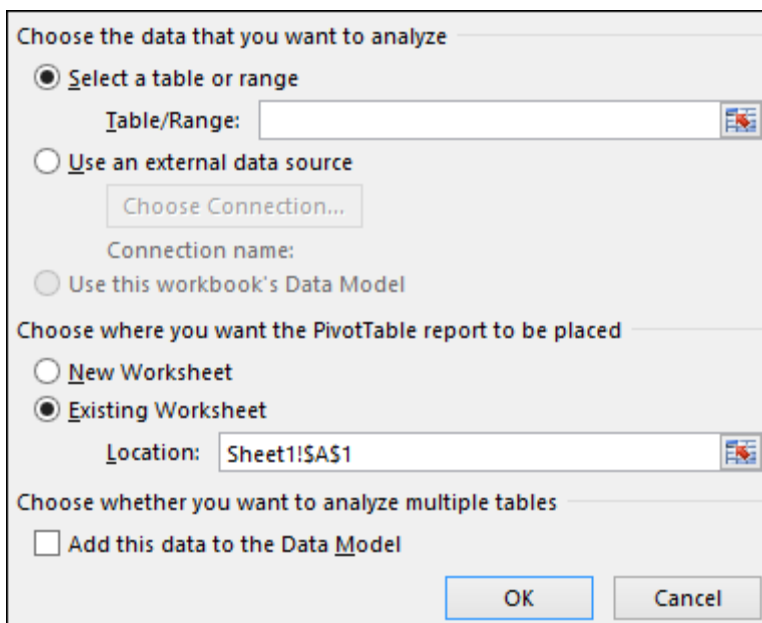 Choose the data that you want to analyze
Select a table or range
Table/Range:
Use an external data source
Choose Connection...
Connection name:
Use this workbook's Data Model
Choose where you want the PivotTable report to be placed
New Worksheet
Existing Worksheet
Location: Sheet1!$A$1
Choose whether you want to analyze multiple tables
Add this data to the Data Model
OK Cancel